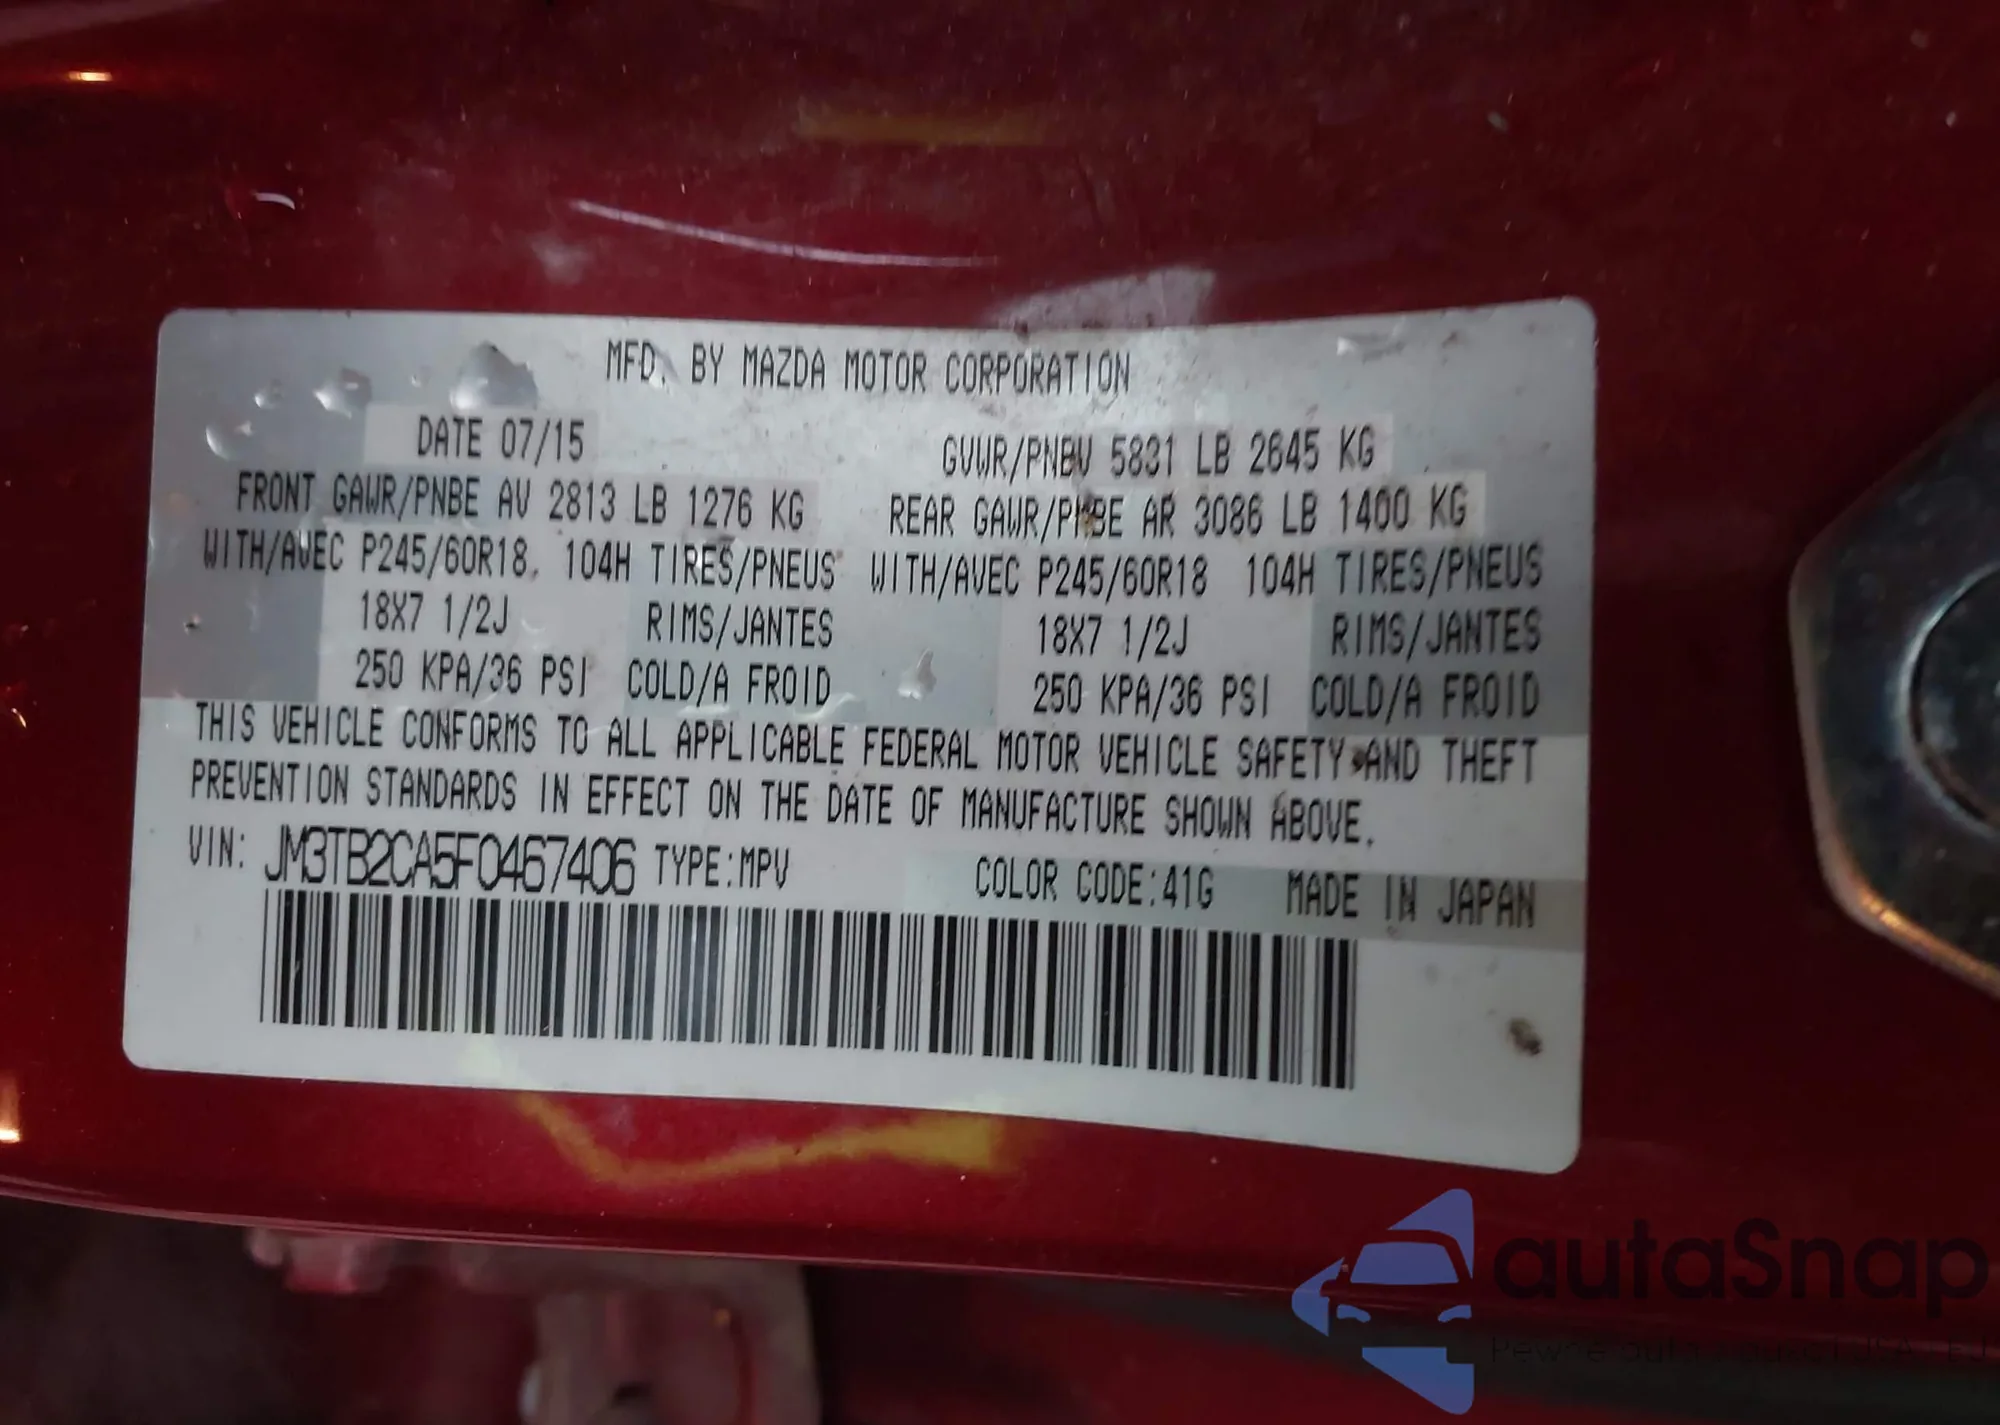 MFD. BY MAZDA MOTOR CORPORATION
DATE 07/15 GVWR/PNBV 5831 LB 2645 KG
FRONT GAWR/PNBE AV 2813 LB 1276 KG REAR GAWR/PNBE AR 3086 LB 1400 KG
WITH/AVEC P245/60R18, 104H TIRES/PNEUS WITH/AVEC P245/60R18 104H TIRES/PNEUS
18X7 1/2J RIMS/JANTES 18X7 1/2J RIMS/JANTES
250 KPA/36 PSI COLD/A FROID 250 KPA/36 PSI COLD/A FROID
THIS VEHICLE CONFORMS TO ALL APPLICABLE FEDERAL MOTOR VEHICLE SAFETY AND THEFT
PREVENTION STANDARDS IN EFFECT ON THE DATE OF MANUFACTURE SHOWN ABOVE.
VIN: JM3TB2CA5F0467406 TYPE:MPV COLOR CODE:41G MADE IN JAPAN
autaSnap